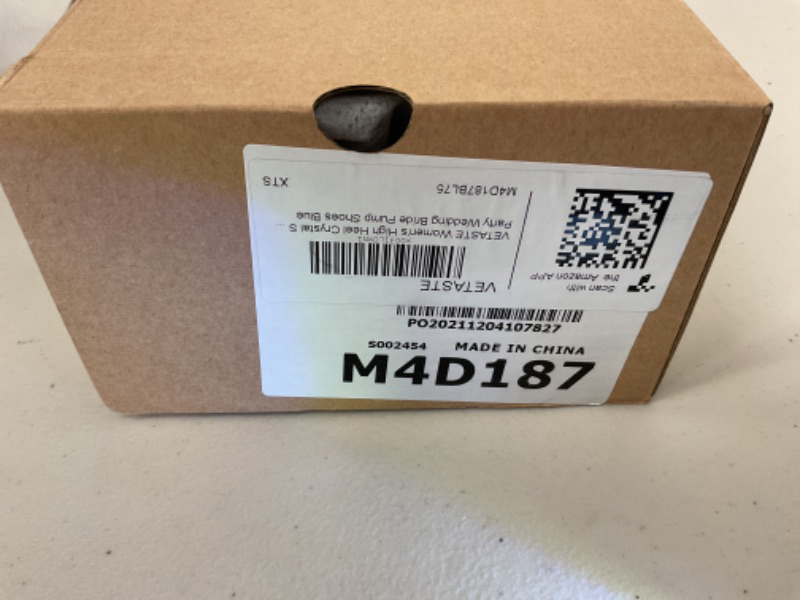 Scan with
the Amazon APP
VETASTE
VETASTE Women's High Heel Crystal S ...
Party Wedding Bride Pump Shoes Blue
M4D187BL75
XTS
PO20211204107827
S002454 MADE IN CHINA
M4D187